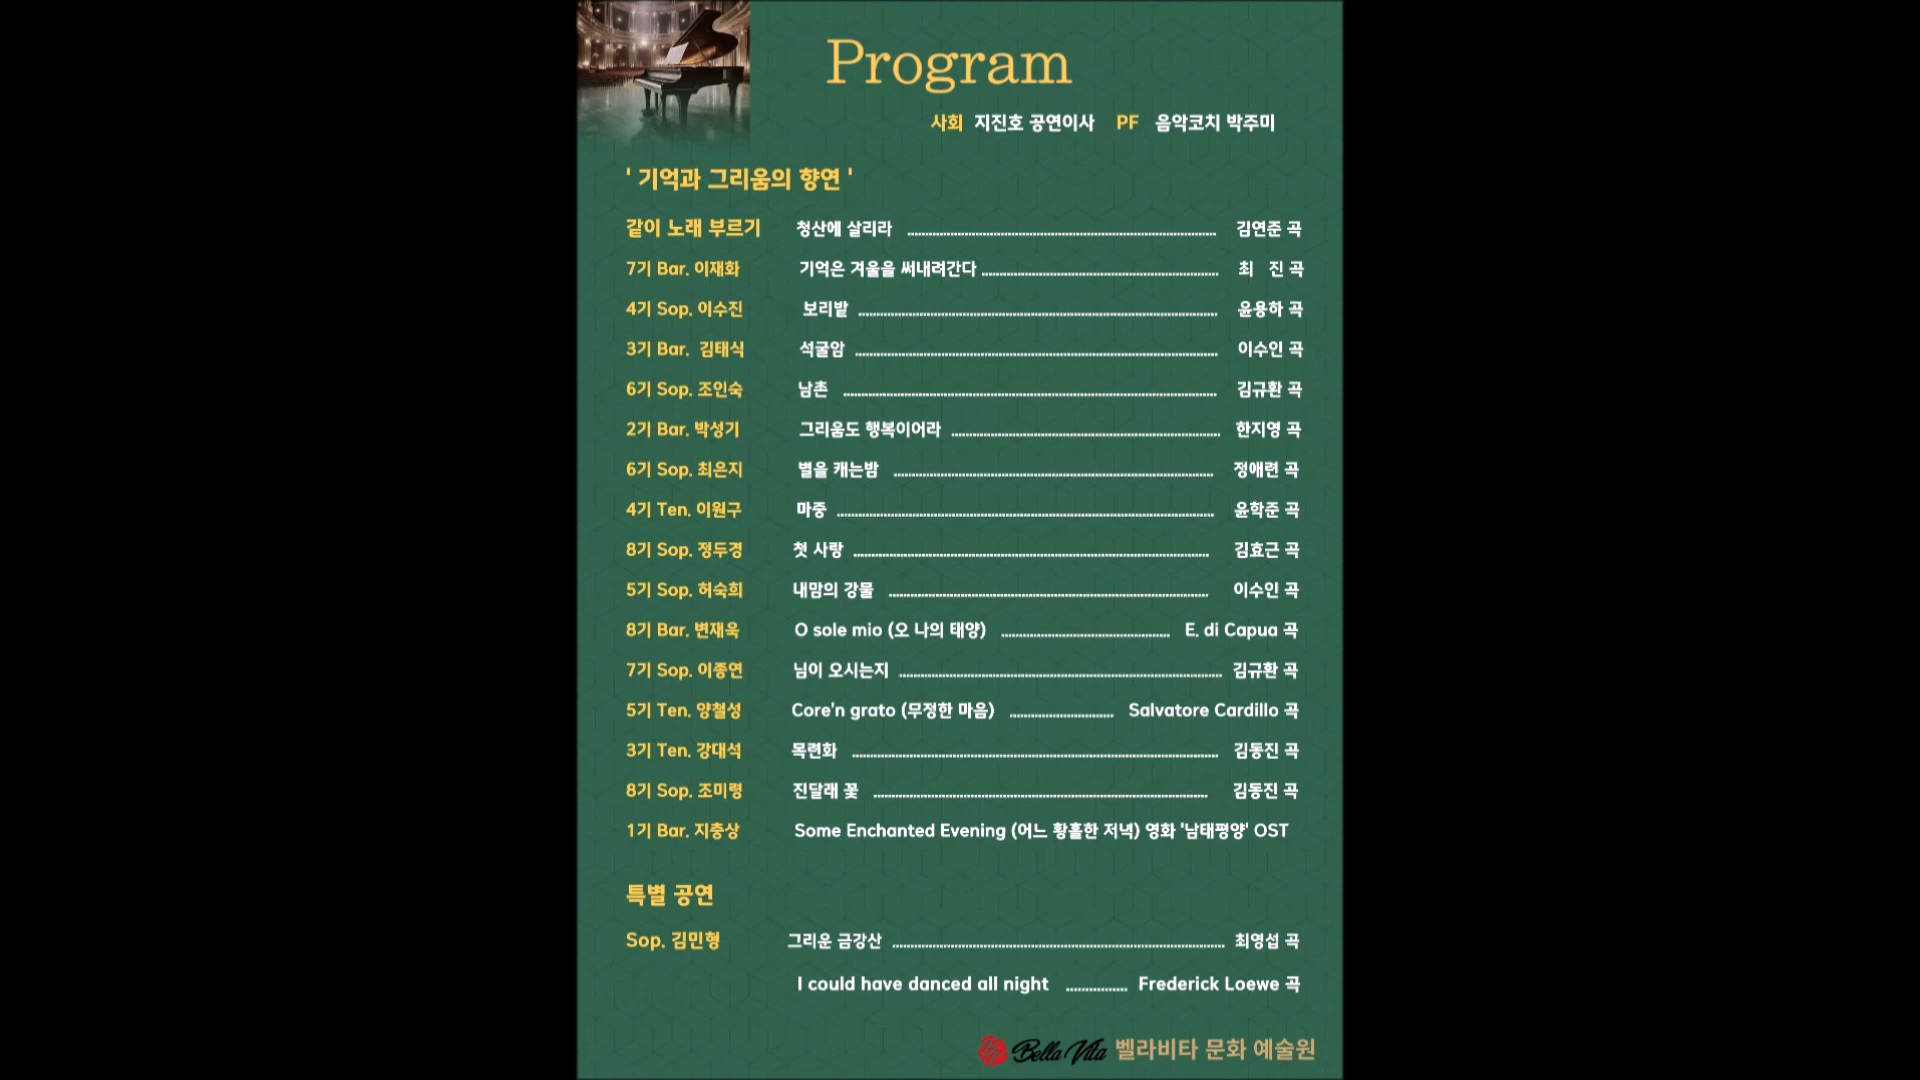 Program
사회 지진호 공연이사 PF 음악코치 박주미
' 기억과 그리움의 향연 '
같이 노래 부르기 청산에 살리라 김연준 곡
7기 Bar. 이재화 기억은 겨울을 써내려간다 최 진 곡
4기 Sop. 이수진 보리밭 윤용하 곡
3기 Bar. 김태식 석굴암 이수인 곡
6기 Sop. 조인숙 남촌 김규환 곡
2기 Bar. 박성기 그리움도 행복이어라 한지영 곡
6기 Sop. 최은지 별을 캐는밤 정애련 곡
4기 Ten. 이원구 마중 윤학준 곡
8기 Sop. 정두경 첫 사랑 김효근 곡
5기 Sop. 허숙희 내맘의 강물 이수인 곡
8기 Bar. 변재욱 O sole mio (오 나의 태양) E. di Capua 곡
7기 Sop. 이종연 님이 오시는지 김규환 곡
5기 Ten. 양철성 Core'n grato (무정한 마음) Salvatore Cardillo 곡
3기 Ten. 강대석 목련화 김동진 곡
8기 Sop. 조미령 진달래 꽃 김동진 곡
1기 Bar. 지충상 Some Enchanted Evening (어느 황홀한 저녁) 영화 '남태평양' OST
특별 공연
Sop. 김민형 그리운 금강산 최영섭 곡
I could have danced all night Frederick Loewe 곡
Bella Vita 벨라비타 문화 예술원